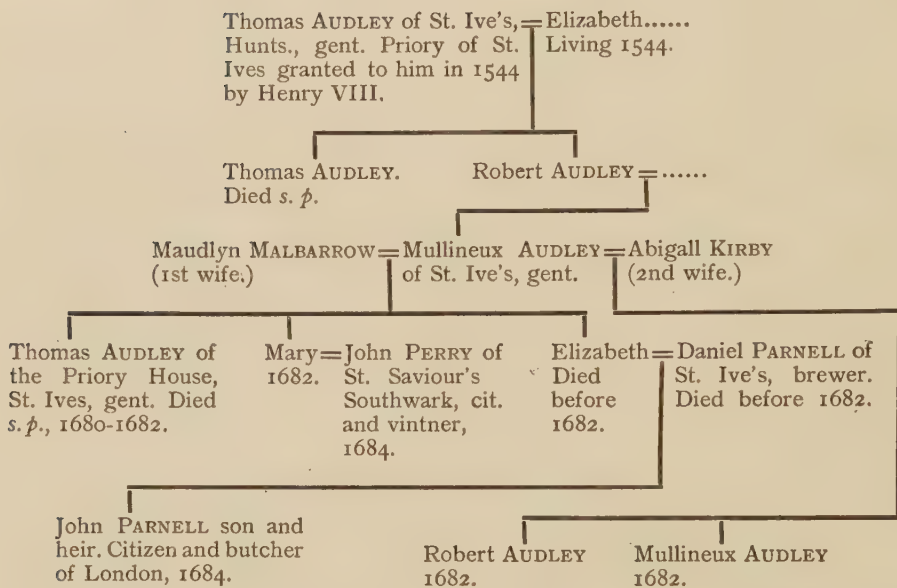 Thomas AUDLEY of St. Ive's,=Elizabeth......
Hunts., gent. Priory of St. Living 1544.
Ives granted to him in 1544
by Henry VIII.
Thomas AUDLEY. Robert AUDLEY=......
Died s. p.
Maudlyn MALBARROW=Mullineux AUDLEY=Abigall KIRBY
(1st wife.) of St. Ive's, gent. (2nd wife.)
Thomas AUDLEY of
the Priory House,
St. Ives, gent. Died
s. p., 1680-1682.
Mary=John PERRY of
1682. St. Saviour's
Southwark, cit.
and vintner,
1684.
Elizabeth=Daniel PARNELL of
Died St. Ive's, brewer.
before Died before 1682.
1682.
John PARNELL son and
heir. Citizen and butcher
of London, 1684.
Robert AUDLEY
1682.
Mullineux AUDLEY
1682.